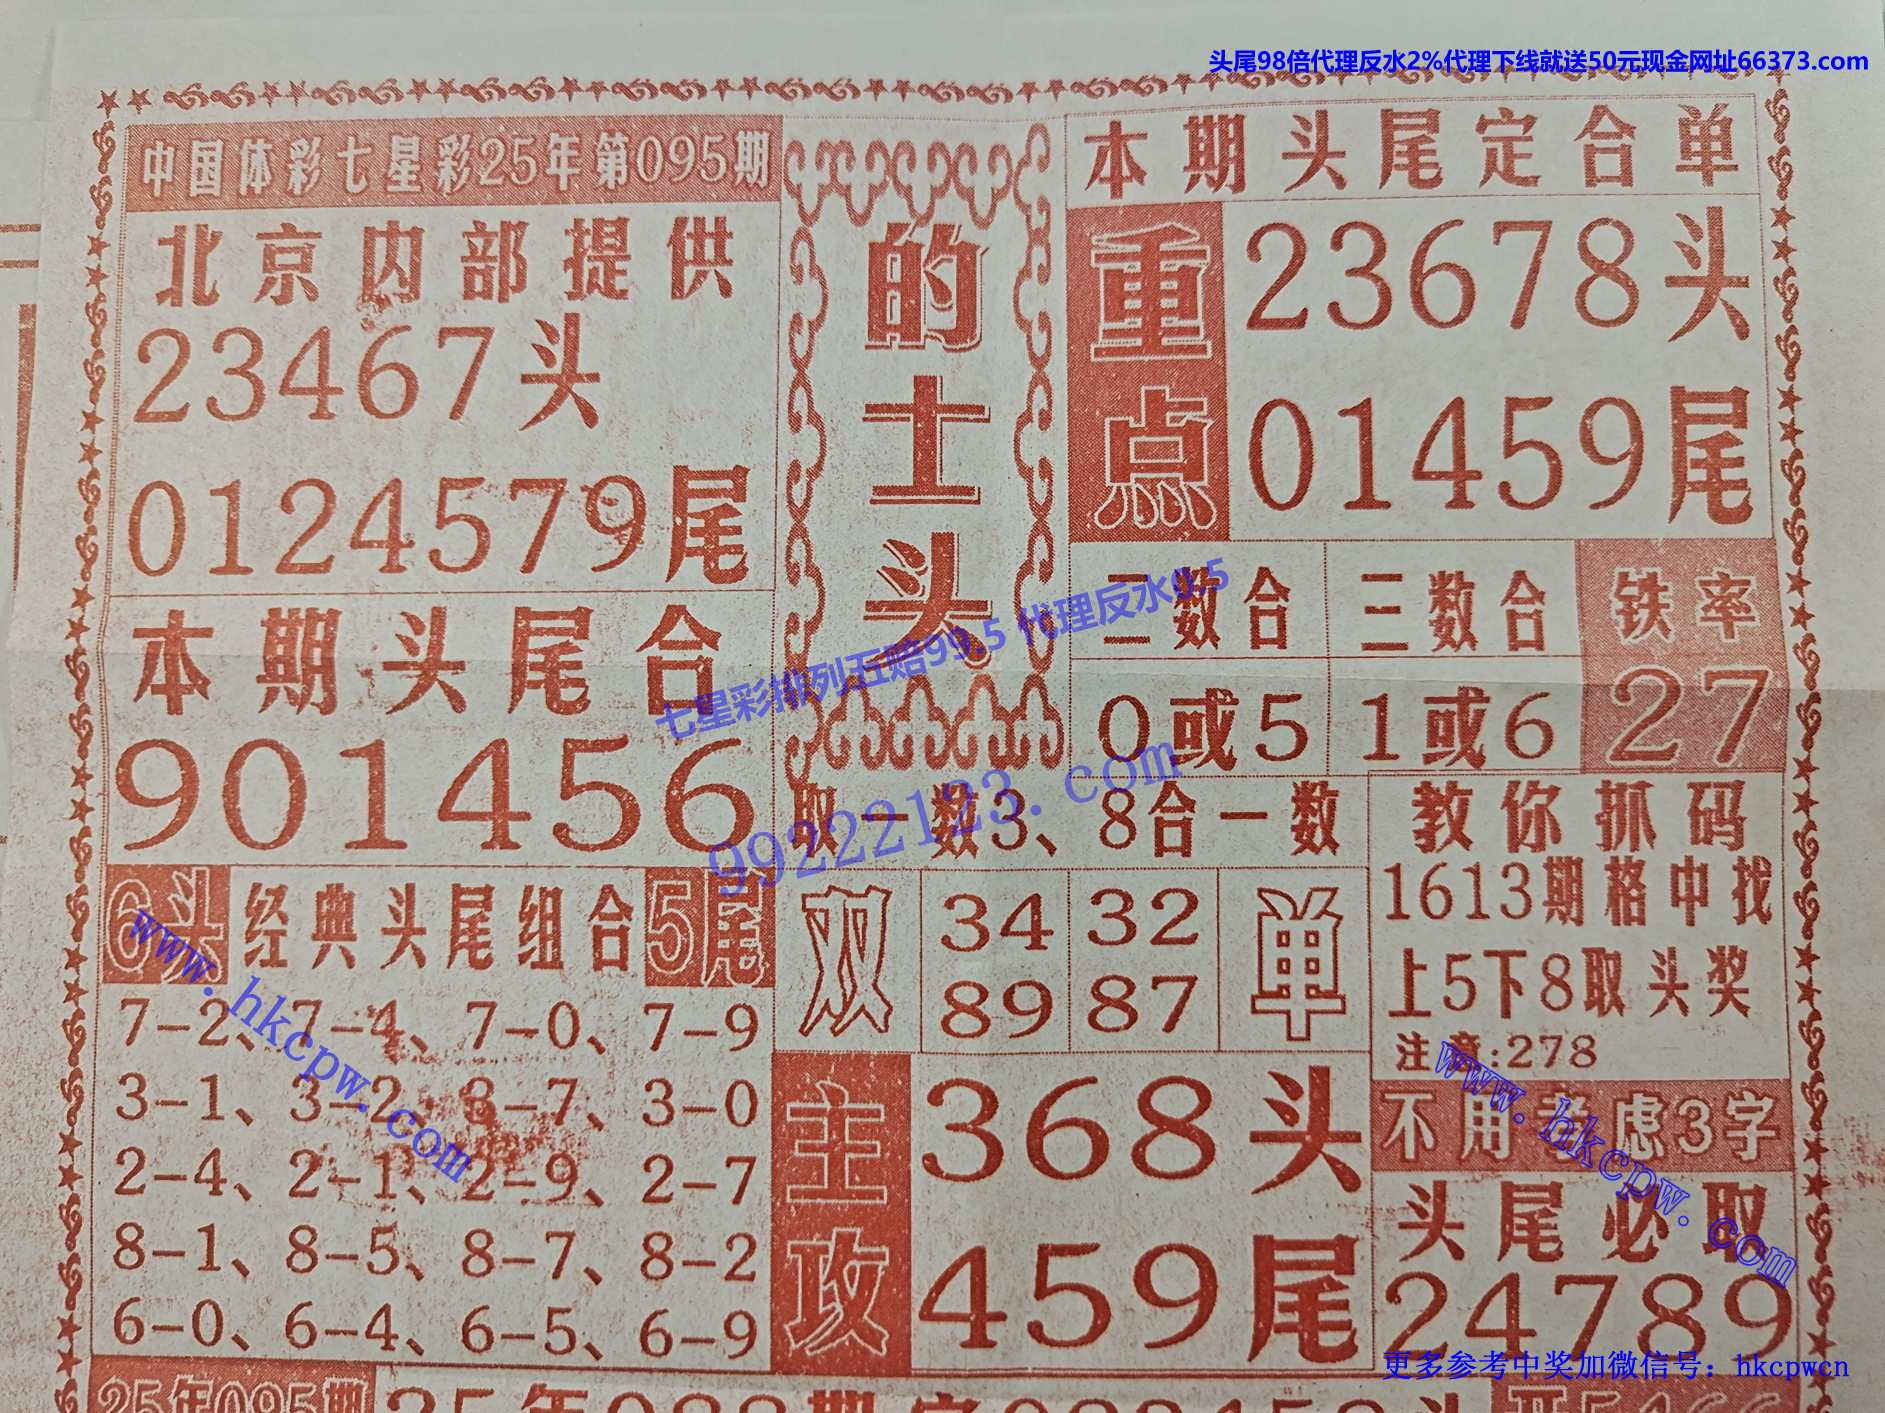 头尾98倍代理反水2%代理下线就送50元现金网址66373.com
中国体彩七星彩25年第095期
北京内部提供
23467头
0124579尾
本期头尾合
901456
的士头
本期头尾定合单
重点
23678头
01459尾
二数合
三数合
铁率
0或5
1或6
27
七星彩排列五赔99.5 代理反水9.5
99222123.com
取一数3、8合一数
教你抓码
1613期格中找
上5下8取头奖
注意:278
6头
经典头尾组合
5尾
7-2、7-4、7-0、7-9
3-1、3-2、3-7、3-0
2-4、2-1、2-9、2-7
8-1、8-5、8-7、8-2
6-0、6-4、6-5、6-9
www.hkcpw.com
双
34
32
89
87
单
主攻
368头
459尾
不用考虑3字
头尾必取
24789
www.hkcpw.com
更多参考中奖加微信号：hkcpwcn
25年095期